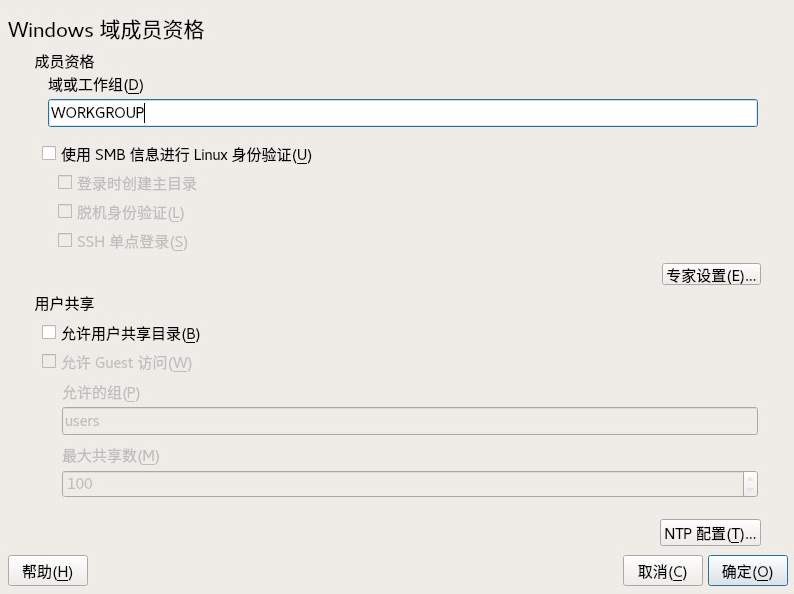 Windows 域成员资格
成员资格
域或工作组(D)
WORKGROUP
使用 SMB 信息进行 Linux 身份验证(U)
登录时创建主目录
脱机身份验证(L)
SSH 单点登录(S)
专家设置(E)...
用户共享
允许用户共享目录(B)
允许 Guest 访问(W)
允许的组(P)
users
最大共享数(M)
100
NTP 配置(T)...
帮助(H) 取消(C) 确定(O)